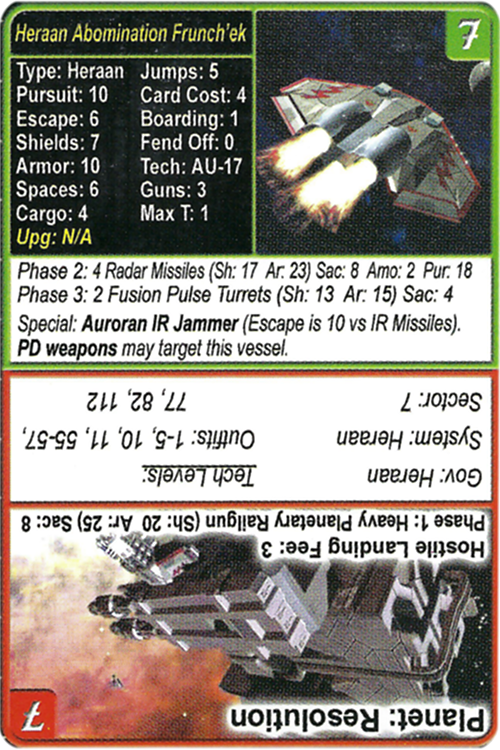 Heraan Abomination Frunch'ek
7
Type: Heraan Jumps: 5
Pursuit: 10 Card Cost: 4
Escape: 6 Boarding: 1
Shields: 7 Fend Off: 0
Armor: 10 Tech: AU-17
Spaces: 6 Guns: 3
Cargo: 4 Max T: 1
Upg: N/A
Phase 2: 4 Radar Missiles (Sh: 17 Ar: 23) Sac: 8 Amo: 2 Pur: 18
Phase 3: 2 Fusion Pulse Turrets (Sh: 13 Ar: 15) Sac: 4
Special: Auroran IR Jammer (Escape is 10 vs IR Missiles).
PD weapons may target this vessel.
Planet: Resolution
7
Hostile Landing Fee: 3
Phase 1: Heavy Planetary Railgun (Sh: 20 Ar: 25) Sac: 8
Gov: Heraan Tech Levels:
System: Heraan Outfits: 1-5, 10, 11, 55-57,
Sector: 7 77, 82, 112